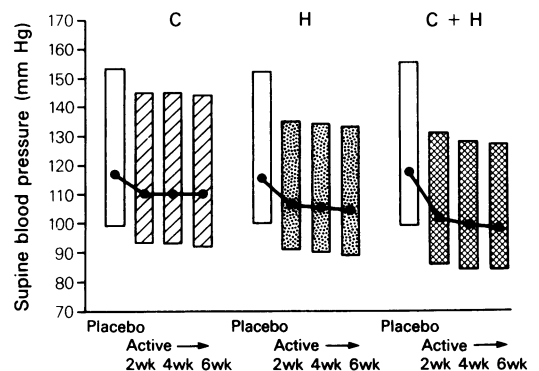 C H C + H
Supine blood pressure (mm Hg)
170
160
150
140
130
120
110
100
90
80
70
Placebo Placebo Placebo
Active Active Active
2wk 4wk 6wk 2wk 4wk 6wk 2wk 4wk 6wk